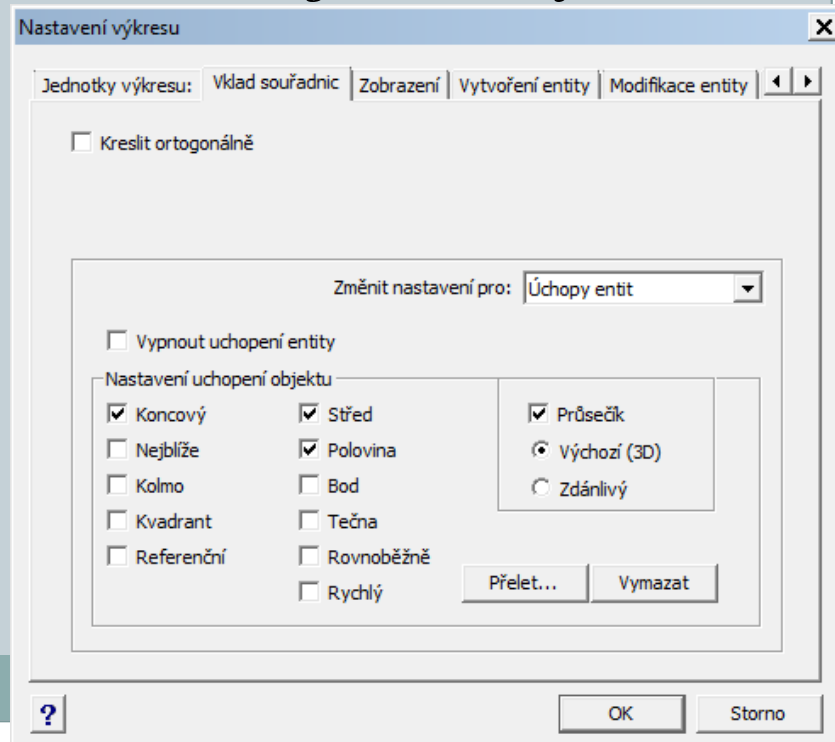 Nastavení výkresu
Jednotky výkresu: Vklad souřadnic Zobrazení Vytvoření entity Modifikace entity
Kreslit ortogonálně
Změnit nastavení pro: Úchopy entit
Vypnout uchopení entity
Nastavení uchopení objektu
Koncový Střed Průsečík
Nejblíže Polovina Výchozí (3D)
Kolmo Bod Zdánlivý
Kvadrant Tečna
Referenční Rovnoběžně
Rychlý Přelet... Vymazat
? OK Storno